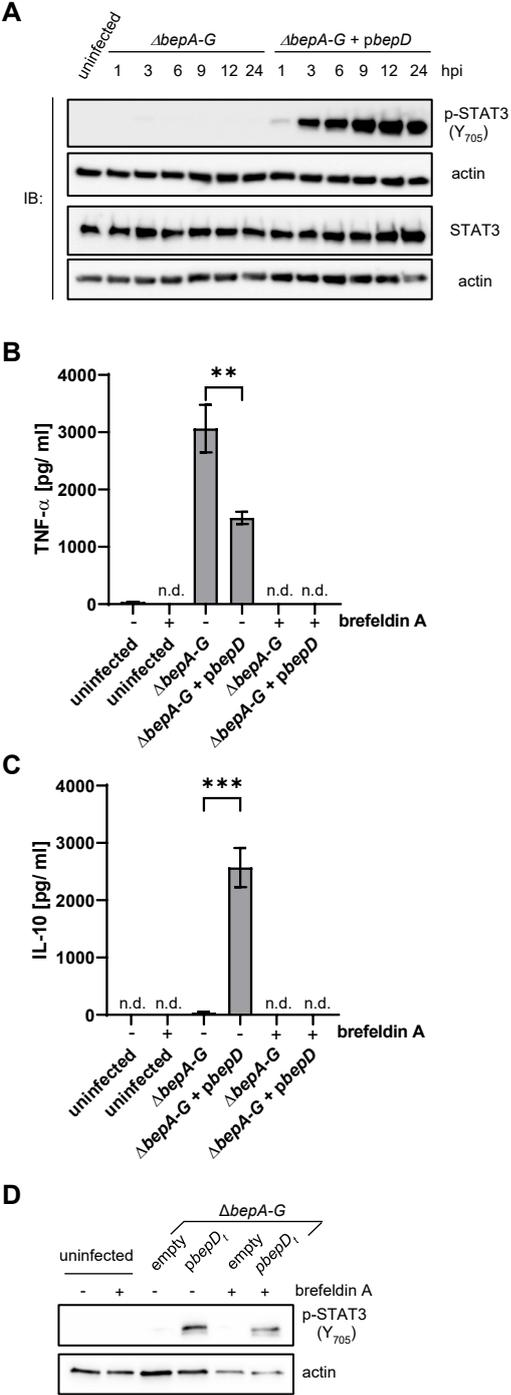 A
uninfected
ΔbepA-G
ΔbepA-G + pbepD
1 3 6 9 12 24 1 3 6 9 12 24 hpi
IB:
p-STAT3
(Y705)
actin
STAT3
actin
B
TNF-α [pg/ ml]
4000
3000
2000
1000
0
**
n.d. n.d. n.d.
- + - - + + brefeldin A
uninfected
uninfected
ΔbepA-G
ΔbepA-G + pbepD
ΔbepA-G
ΔbepA-G + pbepD
C
IL-10 [pg/ ml]
4000
3000
2000
1000
0
***
n.d. n.d. n.d. n.d.
- + - - + + brefeldin A
uninfected
uninfected
ΔbepA-G
ΔbepA-G + pbepD
ΔbepA-G
ΔbepA-G + pbepD
D
ΔbepA-G
uninfected
empty
pbepDt
empty
pbepDt
- + - - + + brefeldin A
p-STAT3
(Y705)
actin